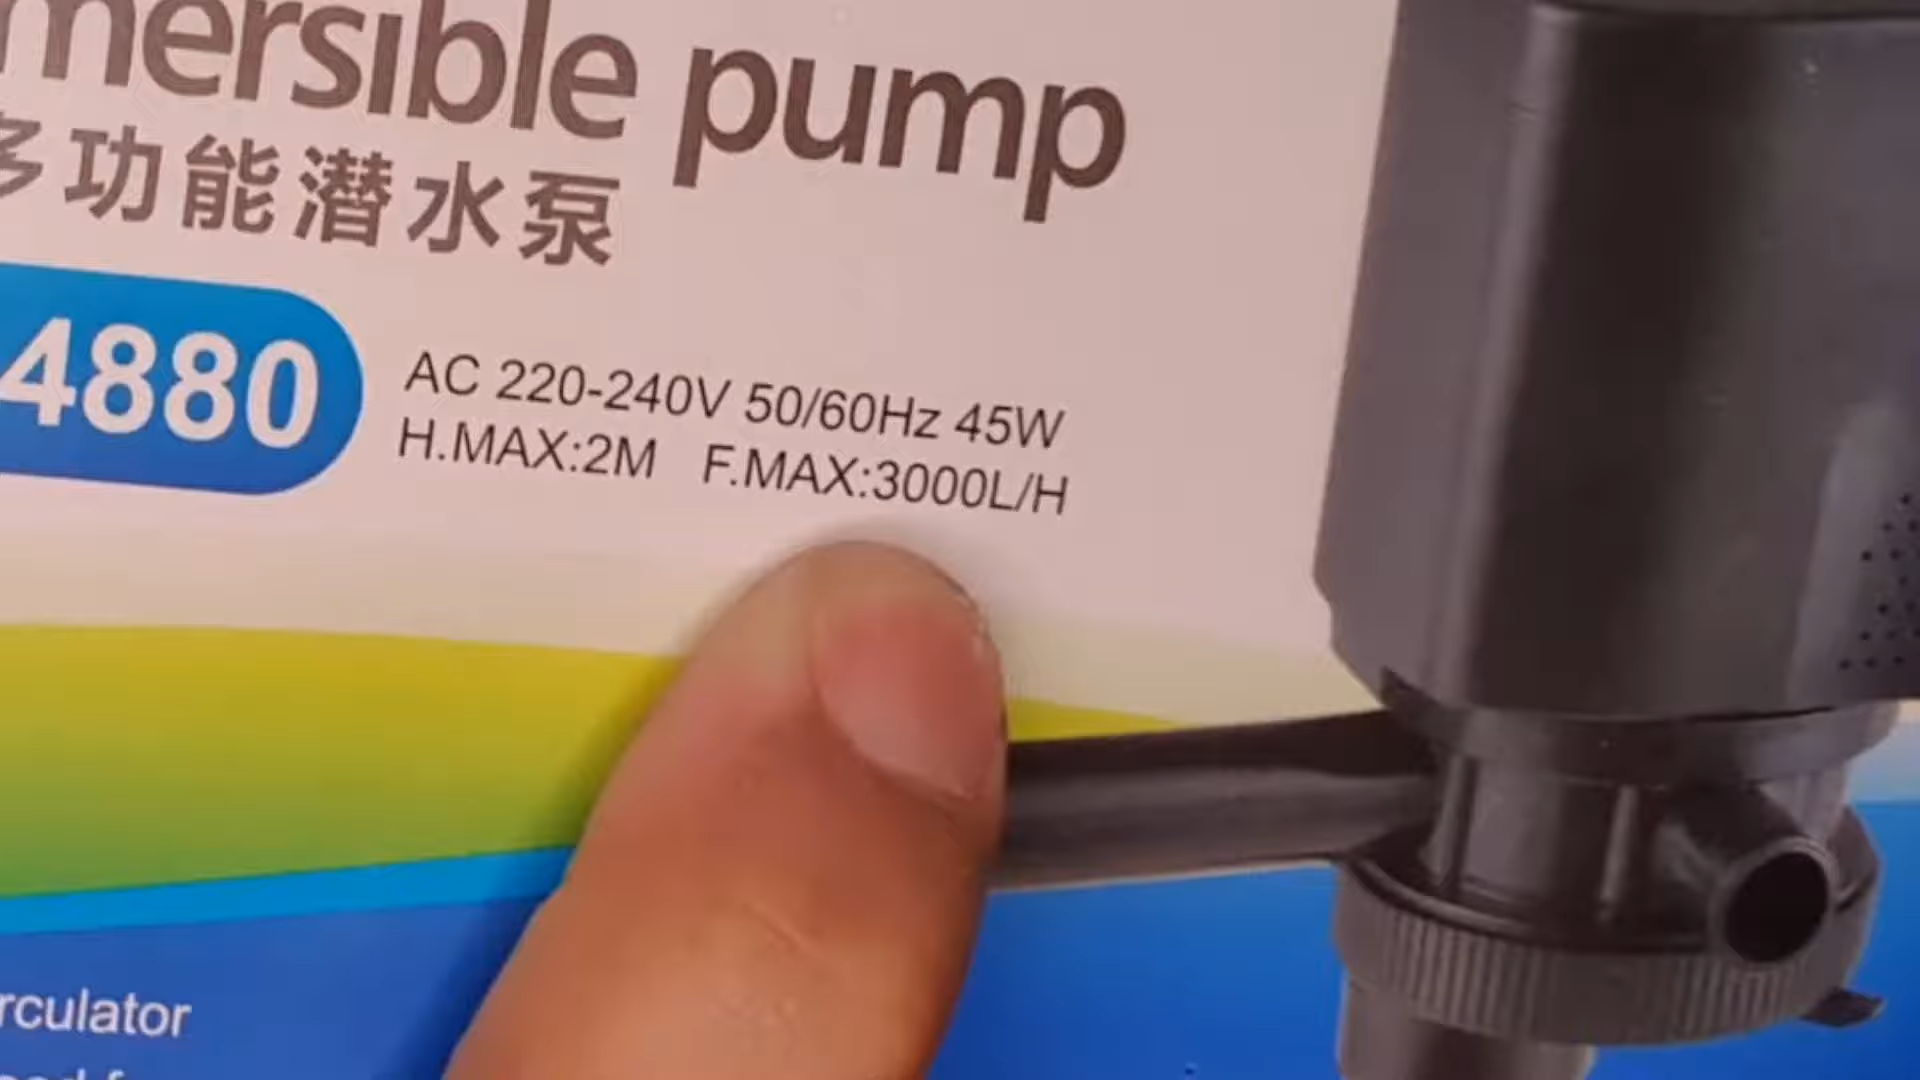 mersible pump
多功能潜水泵
4880
AC 220-240V 50/60Hz 45W
H.MAX:2M F.MAX:3000L/H
rculator